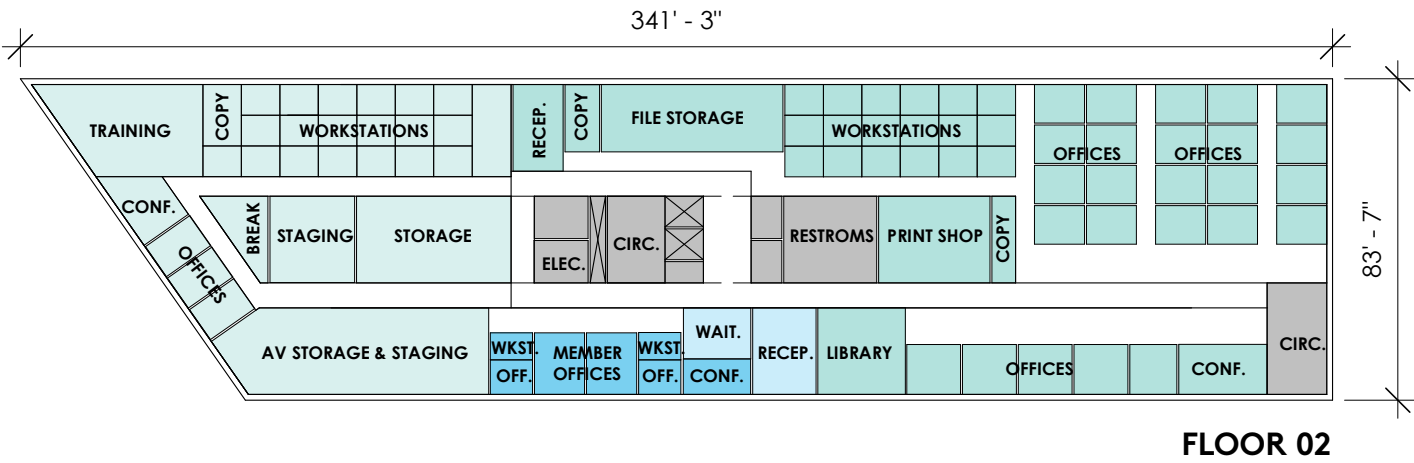 341' - 3"
TRAINING
COPY
WORKSTATIONS
RECEP.
COPY
FILE STORAGE
WORKSTATIONS
OFFICES
OFFICES
CONF.
OFFICES
BREAK
STAGING
STORAGE
ELEC.
CIRC.
RESTROMS
PRINT SHOP
COPY
83' - 7"
AV STORAGE & STAGING
WKST.
OFF.
MEMBER
OFFICES
WKST.
OFF.
WAIT.
CONF.
RECEP.
LIBRARY
OFFICES
CONF.
CIRC.
FLOOR 02